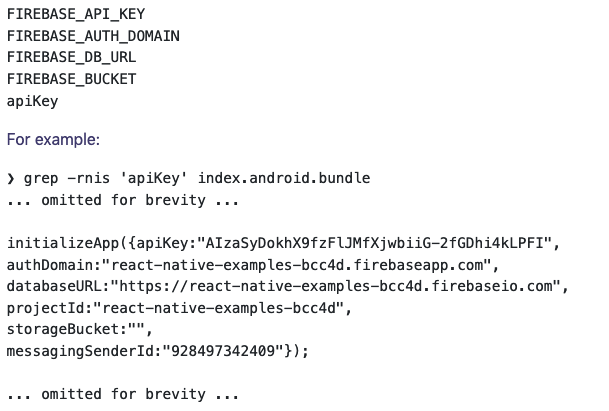 FIREBASE_API_KEY
FIREBASE_AUTH_DOMAIN
FIREBASE_DB_URL
FIREBASE_BUCKET
apiKey
For example:
❯ grep -rnis 'apiKey' index.android.bundle
... omitted for brevity ...
initializeApp({apiKey:"AIzaSyDokhX9fzFlJMfXjwbiiG-2fGDhi4kLPFI",
authDomain:"react-native-examples-bcc4d.firebaseapp.com",
databaseURL:"https://react-native-examples-bcc4d.firebaseio.com",
projectId:"react-native-examples-bcc4d",
storageBucket:"",
messagingSenderId:"928497342409"});
... omitted for brevity ...